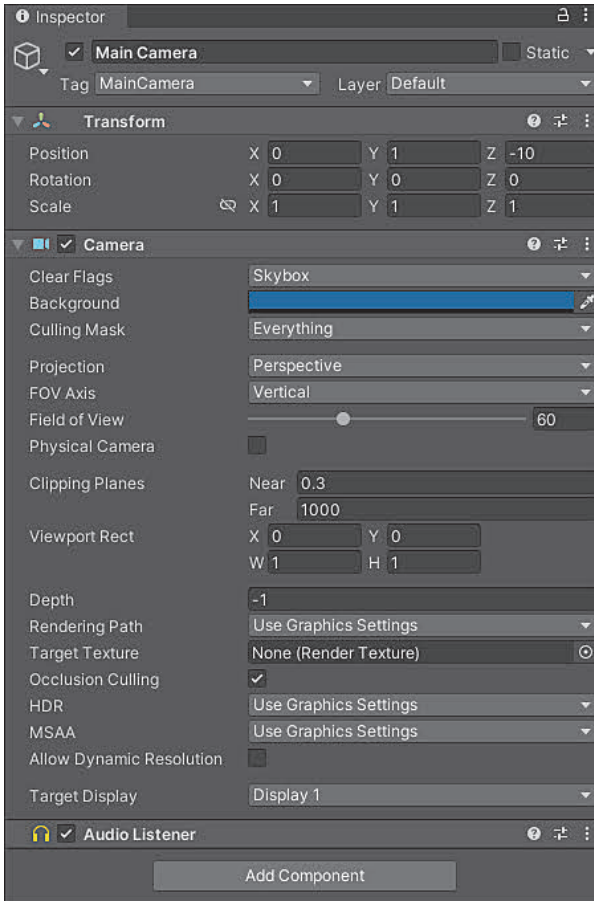 Inspector
Main Camera Static
Tag MainCamera Layer Default
Transform
Position X 0 Y 1 Z -10
Rotation X 0 Y 0 Z 0
Scale X 1 Y 1 Z 1
Camera
Clear Flags Skybox
Background
Culling Mask Everything
Projection Perspective
FOV Axis Vertical
Field of View 60
Physical Camera
Clipping Planes Near 0.3
Far 1000
Viewport Rect X 0 Y 0
W 1 H 1
Depth -1
Rendering Path Use Graphics Settings
Target Texture None (Render Texture)
Occlusion Culling
HDR Use Graphics Settings
MSAA Use Graphics Settings
Allow Dynamic Resolution
Target Display Display 1
Audio Listener
Add Component